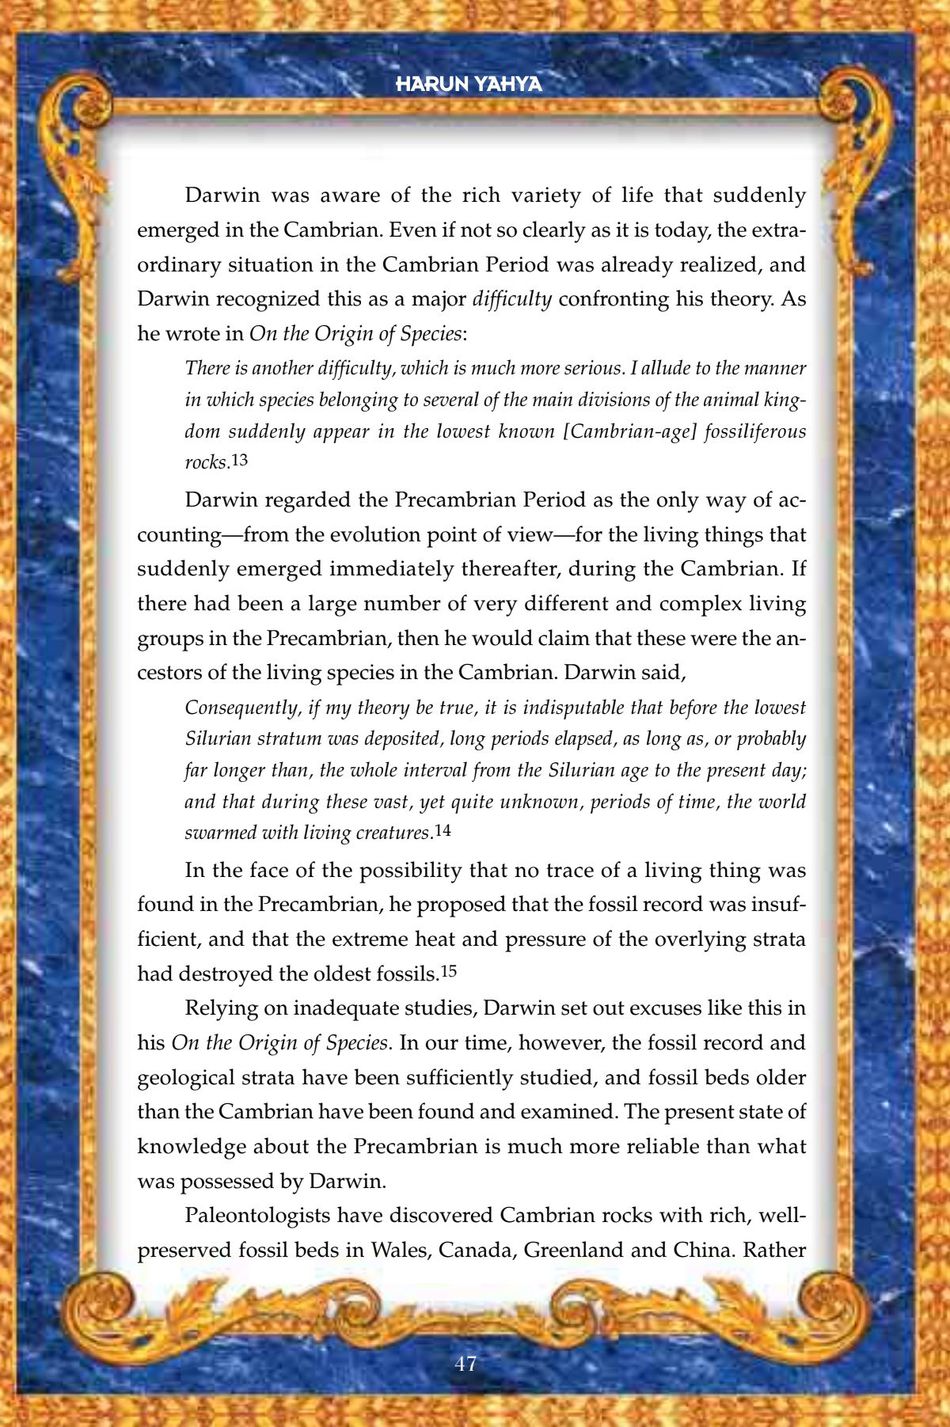 HARUN YAHYA
Darwin was aware of the rich variety of life that suddenly
emerged in the Cambrian. Even if not so clearly as it is today, the extra-
ordinary situation in the Cambrian Period was already realized, and
Darwin recognized this as a major difficulty confronting his theory. As
he wrote in On the Origin of Species:
There is another difficulty, which is much more serious. I allude to the manner
in which species belonging to several of the main divisions of the animal king-
dom suddenly appear in the lowest known [Cambrian-age] fossiliferous
rocks.13
Darwin regarded the Precambrian Period as the only way of ac-
counting—from the evolution point of view—for the living things that
suddenly emerged immediately thereafter, during the Cambrian. If
there had been a large number of very different and complex living
groups in the Precambrian, then he would claim that these were the an-
cestors of the living species in the Cambrian. Darwin said,
Consequently, if my theory be true, it is indisputable that before the lowest
Silurian stratum was deposited, long periods elapsed, as long as, or probably
far longer than, the whole interval from the Silurian age to the present day;
and that during these vast, yet quite unknown, periods of time, the world
swarmed with living creatures.14
In the face of the possibility that no trace of a living thing was
found in the Precambrian, he proposed that the fossil record was insuf-
ficient, and that the extreme heat and pressure of the overlying strata
had destroyed the oldest fossils.15
Relying on inadequate studies, Darwin set out excuses like this in
his On the Origin of Species. In our time, however, the fossil record and
geological strata have been sufficiently studied, and fossil beds older
than the Cambrian have been found and examined. The present state of
knowledge about the Precambrian is much more reliable than what
was possessed by Darwin.
Paleontologists have discovered Cambrian rocks with rich, well-
preserved fossil beds in Wales, Canada, Greenland and China. Rather
47